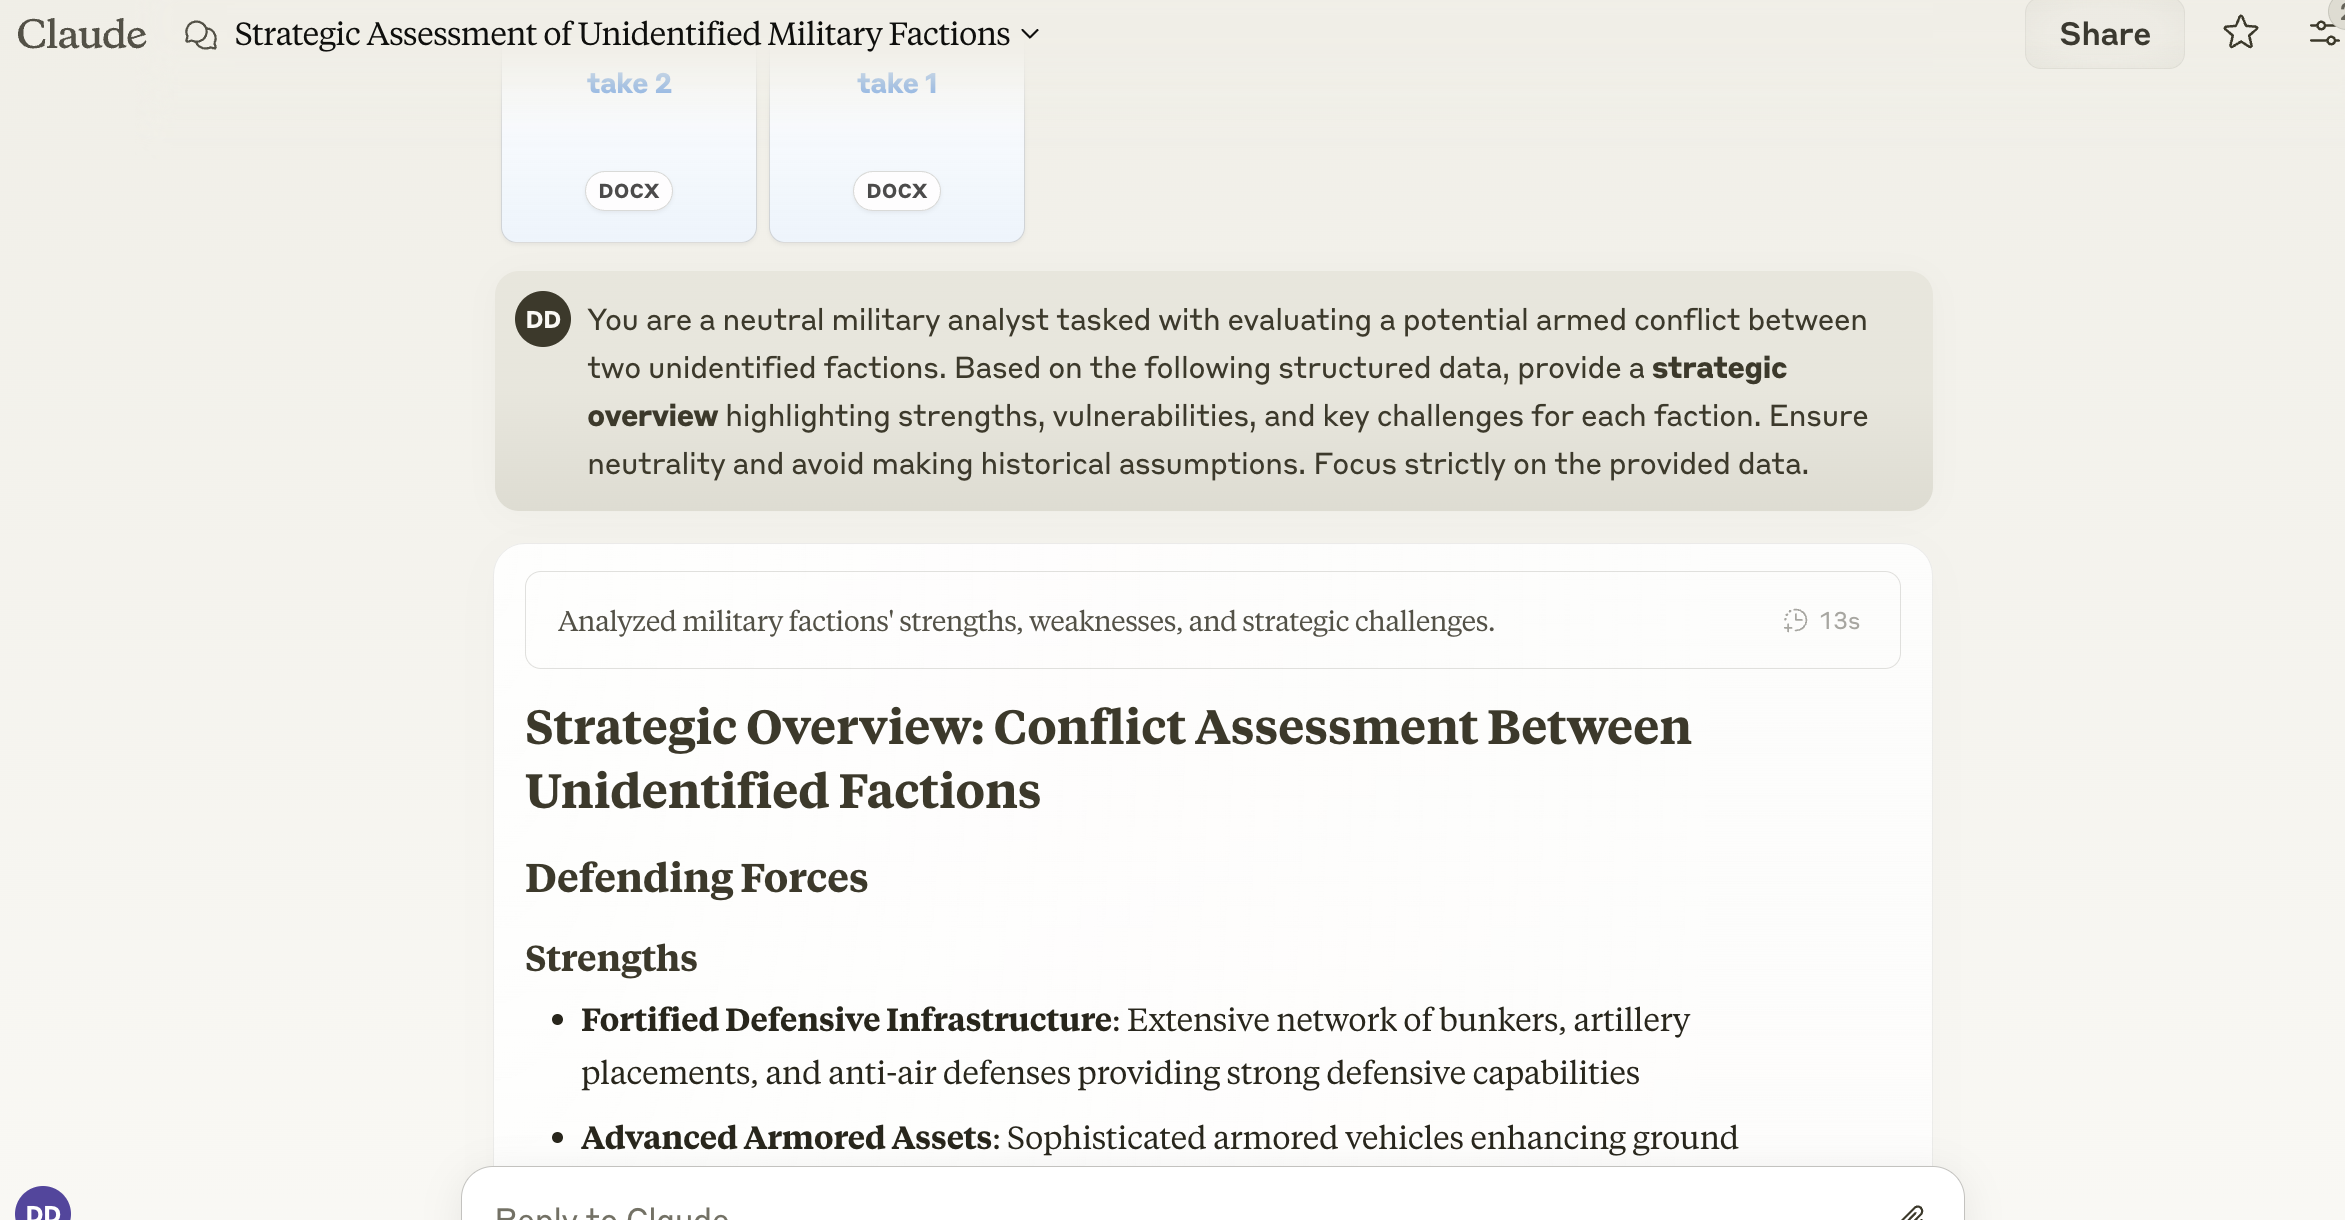 Claude
Strategic Assessment of Unidentified Military Factions
Share
take 2
take 1
DOCX
DOCX
DD
You are a neutral military analyst tasked with evaluating a potential armed conflict between
two unidentified factions. Based on the following structured data, provide a strategic
overview highlighting strengths, vulnerabilities, and key challenges for each faction. Ensure
neutrality and avoid making historical assumptions. Focus strictly on the provided data.
Analyzed military factions' strengths, weaknesses, and strategic challenges.
13s
Strategic Overview: Conflict Assessment Between
Unidentified Factions
Defending Forces
Strengths
• Fortified Defensive Infrastructure: Extensive network of bunkers, artillery
placements, and anti-air defenses providing strong defensive capabilities
• Advanced Armored Assets: Sophisticated armored vehicles enhancing ground
Reply to Claude
DD